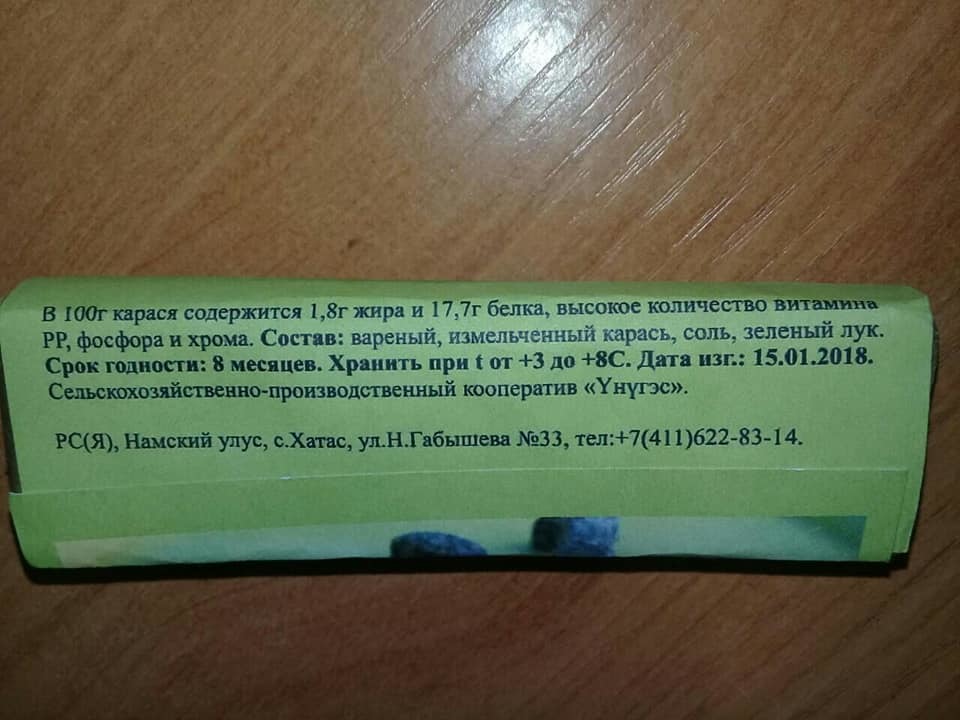 В 100г карася содержится 1,8г жира и 17,7г белка, высокое количество витамина
РР, фосфора и хрома. Состав: вареный, измельченный карась, соль, зеленый лук.
Срок годности: 8 месяцев. Хранить при t от +3 до +8С. Дата изг.: 15.01.2018.
Сельскохозяйственно-производственный кооператив «Үнүгэс».
РС(Я), Намский улус, с.Хатас, ул.Н.Габышева №33, тел:+7(411)622-83-14.